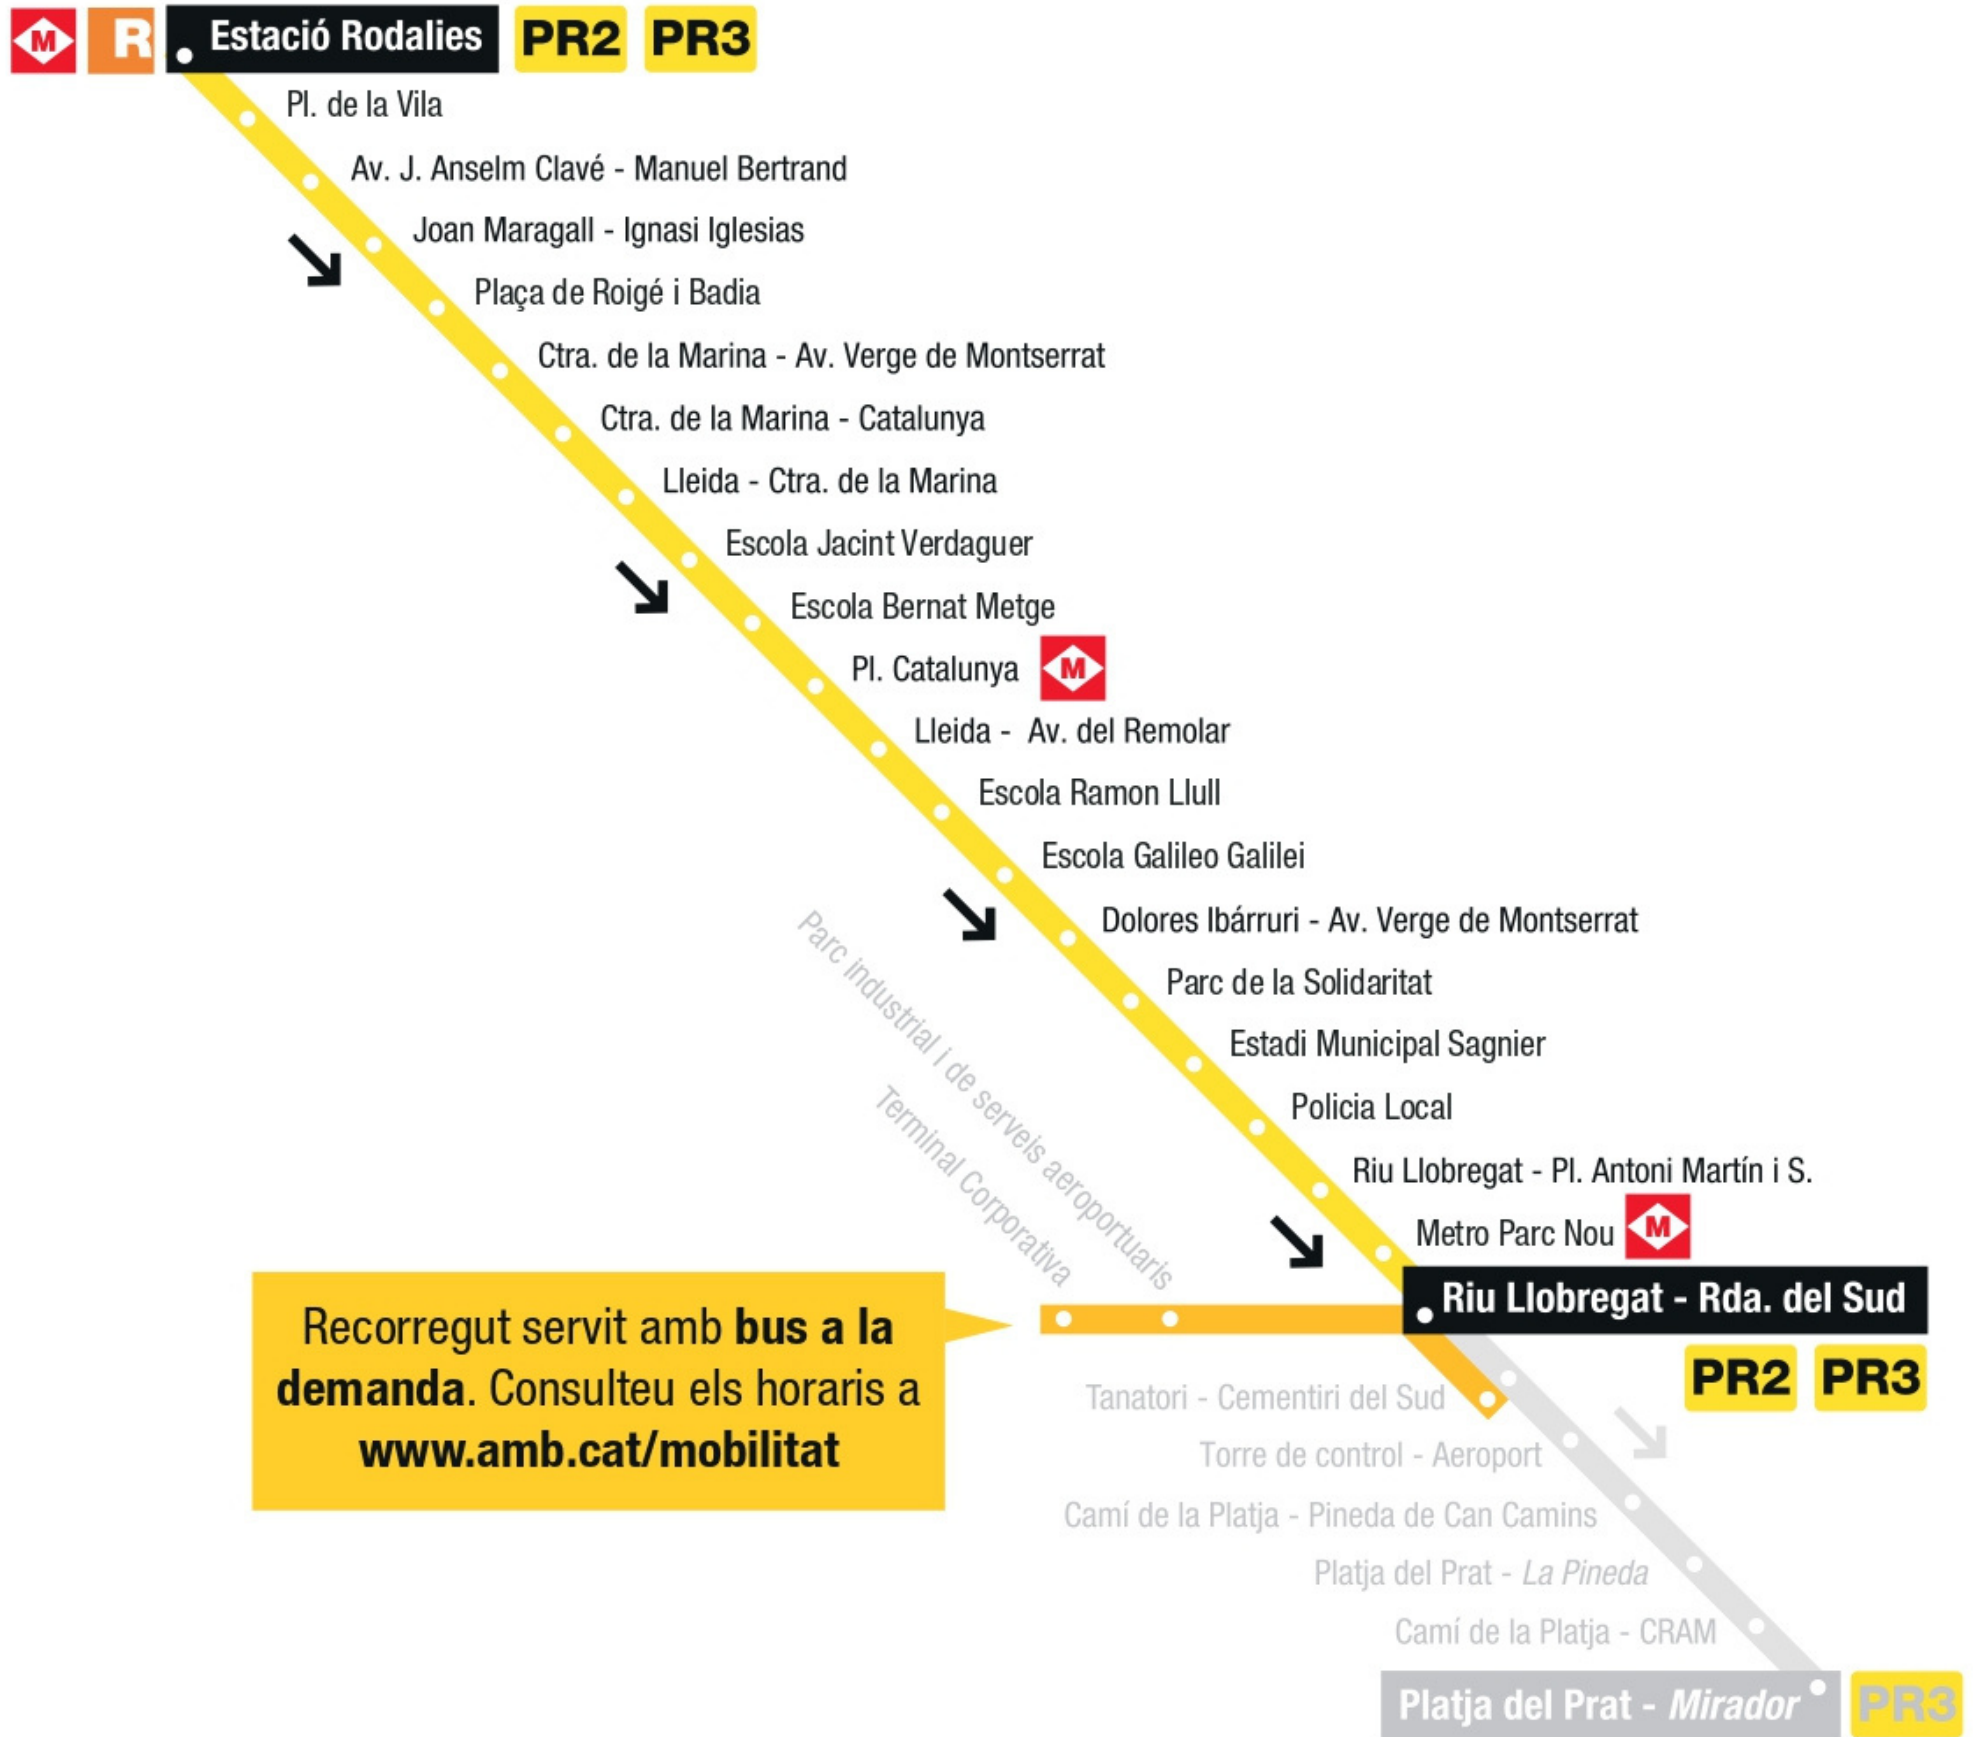 M R Estació Rodalies PR2 PR3
Pl. de la Vila
Av. J. Anselm Clavé - Manuel Bertrand
Joan Maragall - Ignasi Iglesias
Plaça de Roigé i Badia
Ctra. de la Marina - Av. Verge de Montserrat
Ctra. de la Marina - Catalunya
Lleida - Ctra. de la Marina
Escola Jacint Verdaguer
Escola Bernat Metge
Pl. Catalunya M
Lleida - Av. del Remolar
Escola Ramon Llull
Escola Galileo Galilei
Dolores Ibárruri - Av. Verge de Montserrat
Parc de la Solidaritat
Estadi Municipal Sagnier
Policia Local
Riu Llobregat - Pl. Antoni Martín i S.
Metro Parc Nou M
Riu Llobregat - Rda. del Sud
PR2 PR3
Parc industrial i de serveis aeroportuaris
Terminal Corporativa
Recorregut servit amb bus a la
demanda. Consulteu els horaris a
www.amb.cat/mobilitat
Tanatori - Cementiri del Sud
Torre de control - Aeroport
Camí de la Platja - Pineda de Can Camins
Platja del Prat - La Pineda
Camí de la Platja - CRAM
Platja del Prat - Mirador PR3